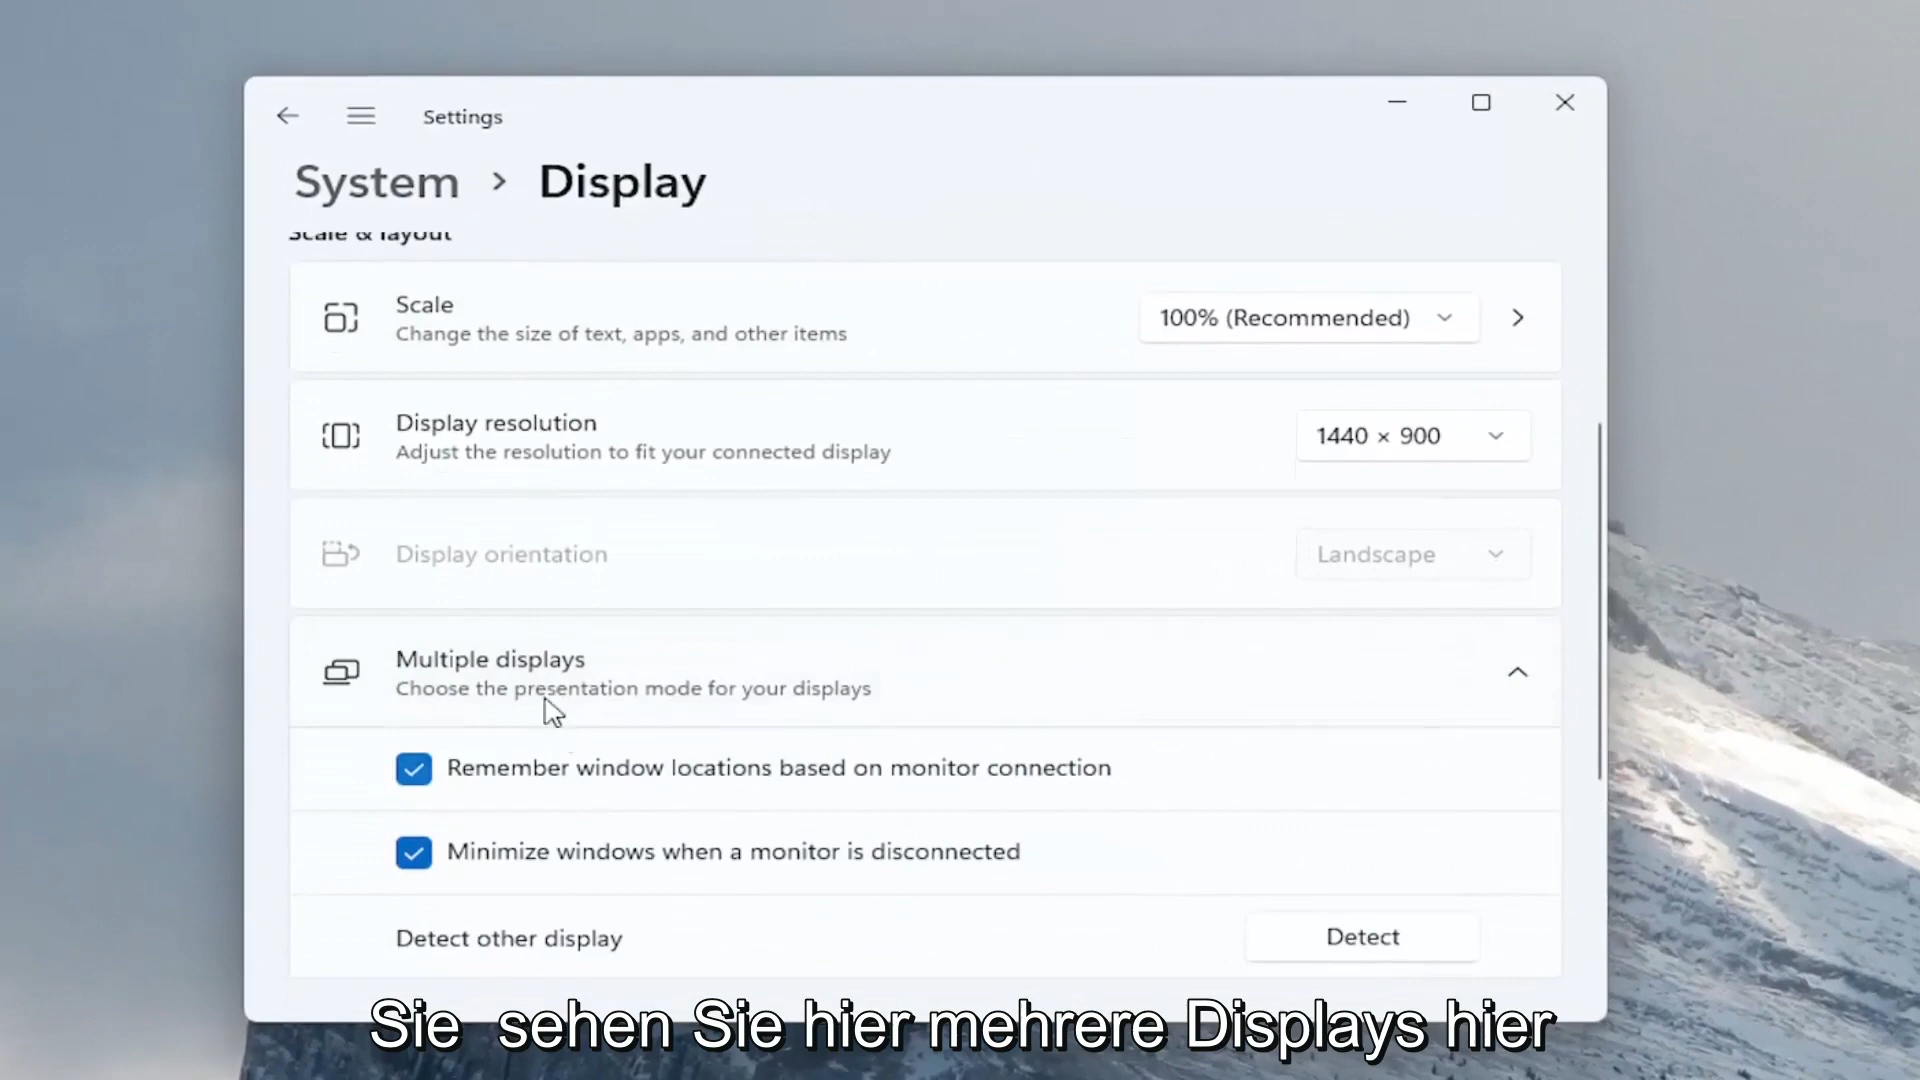 Settings
System > Display
Scale & layout
Scale
Change the size of text, apps, and other items
100% (Recommended)
Display resolution
Adjust the resolution to fit your connected display
1440 × 900
Display orientation
Landscape
Multiple displays
Choose the presentation mode for your displays
Remember window locations based on monitor connection
Minimize windows when a monitor is disconnected
Detect other display
Detect
Sie sehen Sie hier mehrere Displays hier